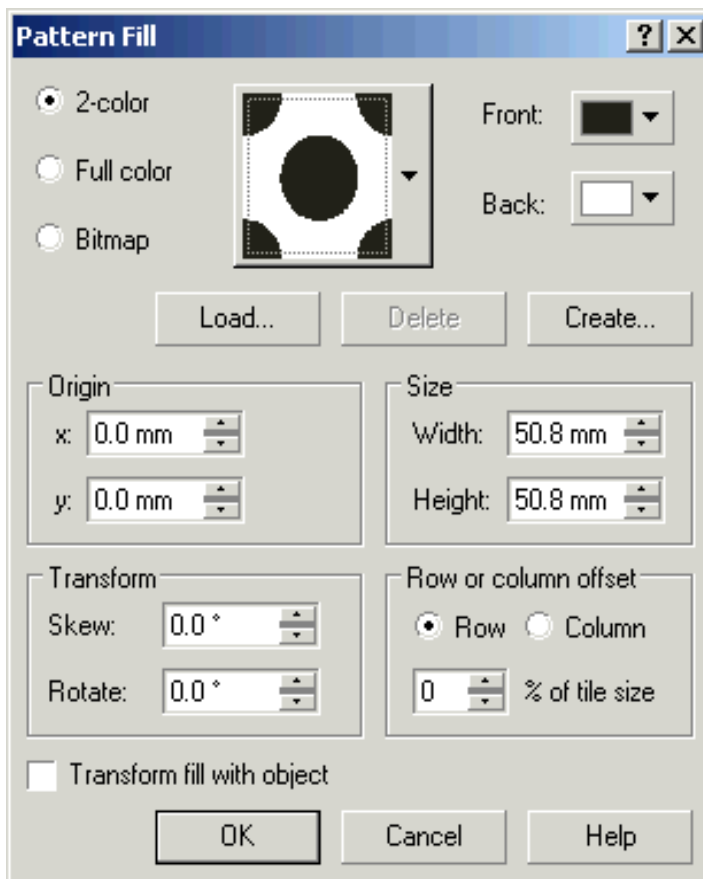 Pattern Fill ?
2-color
Front:
Full color
Back:
Bitmap
Load... Delete Create...
Origin
x: 0.0 mm
y: 0.0 mm
Size
Width: 50.8 mm
Height: 50.8 mm
Transform
Skew: 0.0 °
Rotate: 0.0 °
Row or column offset
Row Column
0 % of tile size
Transform fill with object
OK Cancel Help